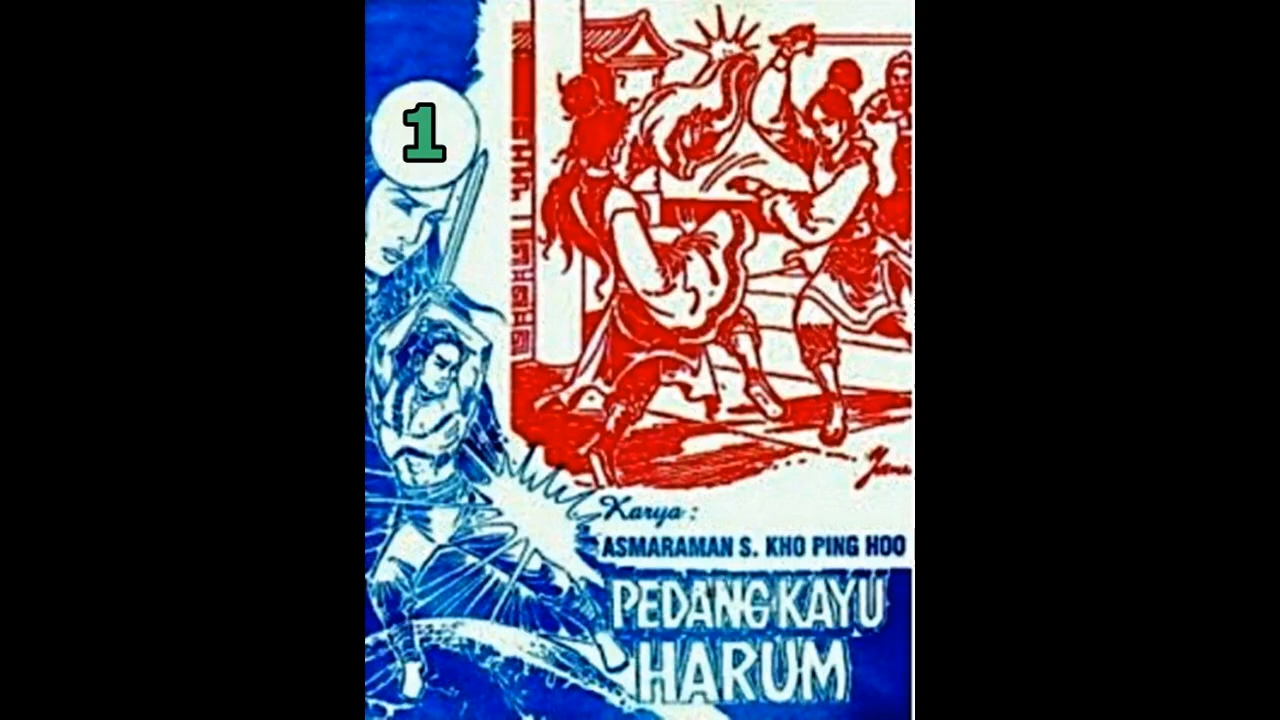 1
Karya :
ASMARAMAN S. KHO PING HOO
PEDANG KAYU
HARUM